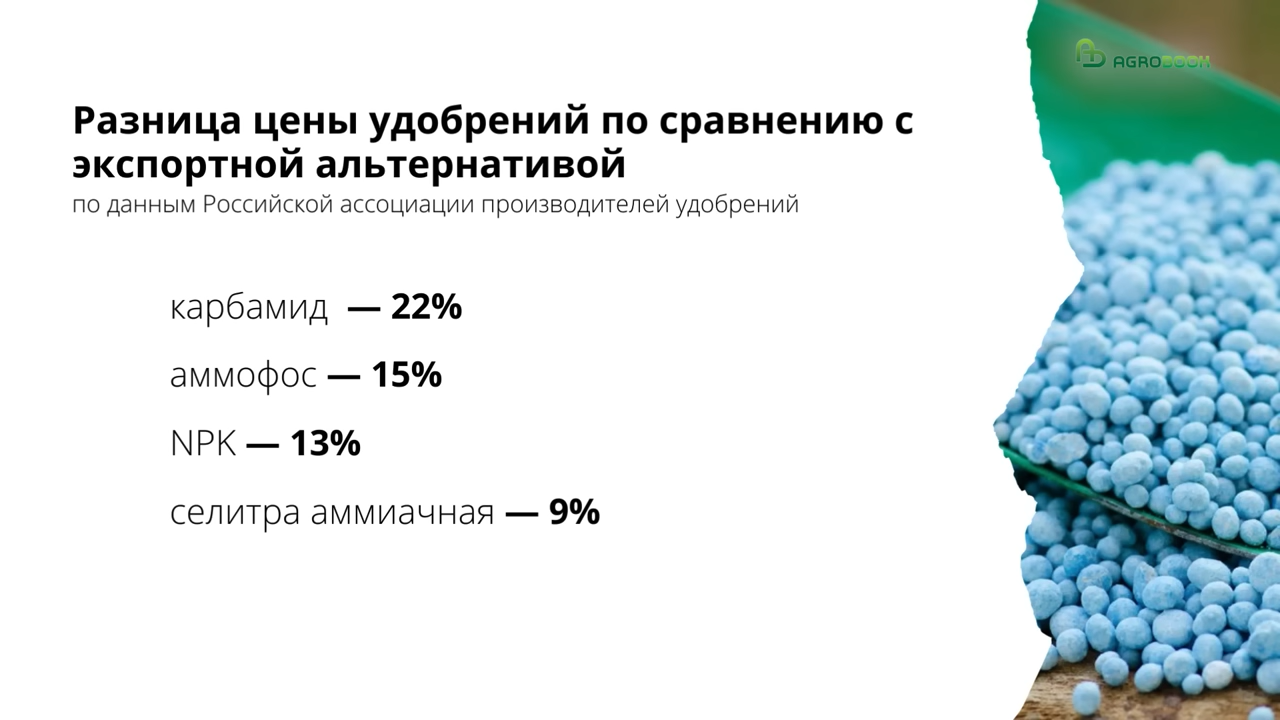 AGROBOOK
Разница цены удобрений по сравнению с
экспортной альтернативой
по данным Российской ассоциации производителей удобрений
карбамид — 22%
аммофос — 15%
NPK — 13%
селитра аммиачная — 9%